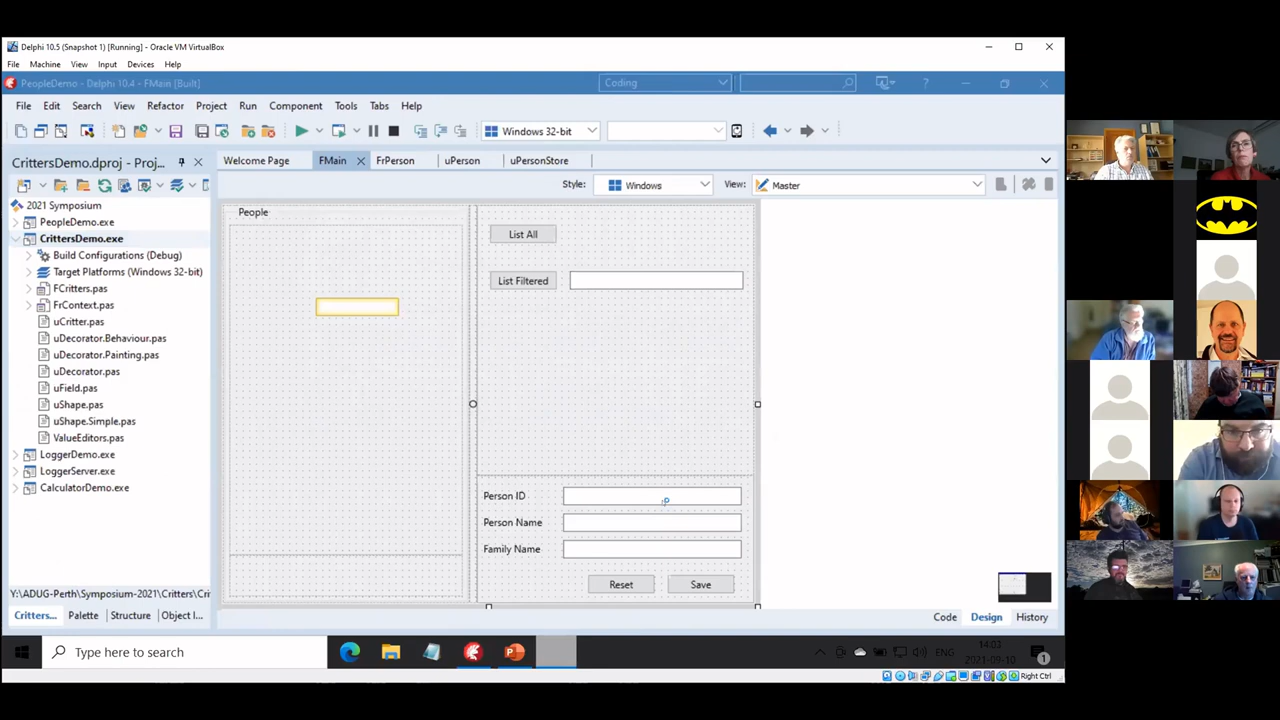 Delphi 10.5 (Snapshot 1) [Running] - Oracle VM VirtualBox
File Machine View Input Devices Help
PeopleDemo - Delphi 10.4 - FMain [Built]
Coding
?
File Edit Search View Refactor Project Run Component Tools Tabs Help
Windows 32-bit
CrittersDemo.dproj - Proj...
Welcome Page FMain FrPerson uPerson uPersonStore
Style: Windows View: Master
2021 Symposium
PeopleDemo.exe
CrittersDemo.exe
Build Configurations (Debug)
Target Platforms (Windows 32-bit)
FCritters.pas
FrContext.pas
uCritter.pas
uDecorator.Behaviour.pas
uDecorator.Painting.pas
uDecorator.pas
uField.pas
uShape.pas
uShape.Simple.pas
ValueEditors.pas
LoggerDemo.exe
LoggerServer.exe
CalculatorDemo.exe
People
List All
List Filtered
Person ID
Person Name
Family Name
Reset Save
Y:\ADUG-Perth\Symposium-2021\Critters\Cri
Critters... Palette Structure Object I...
Code Design History
Type here to search
ENG
14:03
2021-09-10
1
Right Ctrl